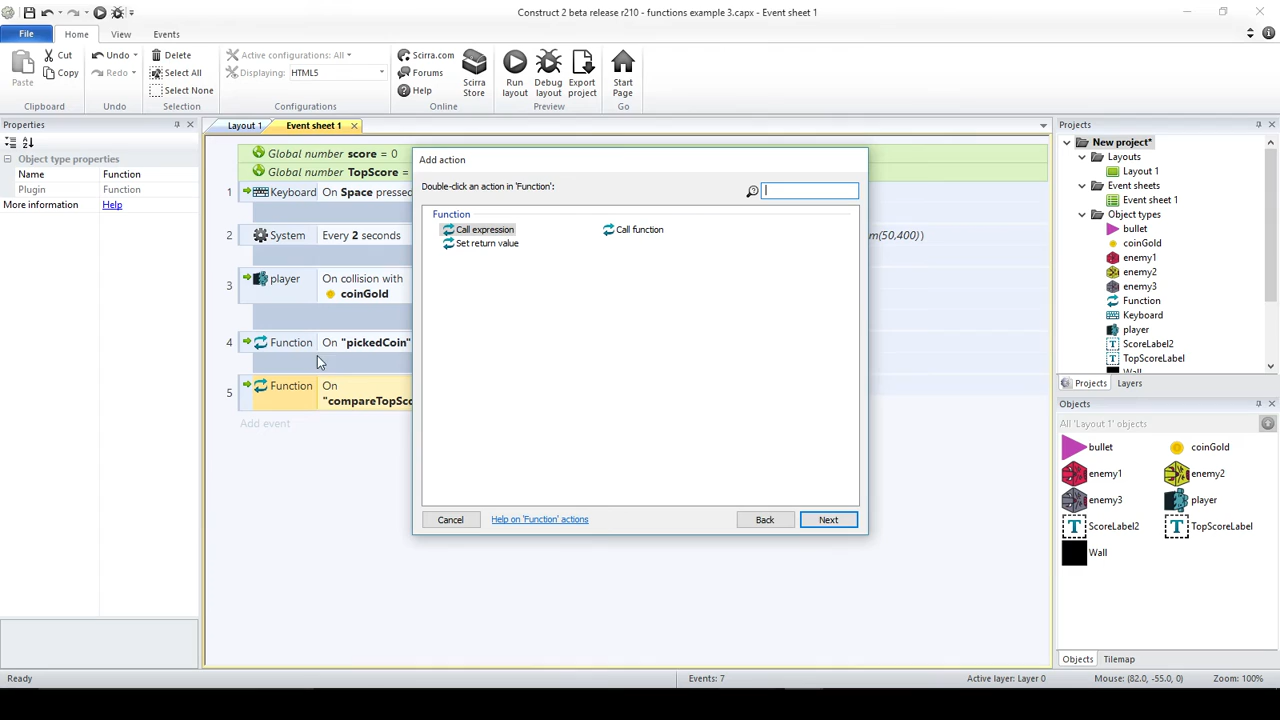 Construct 2 beta release r210 - functions example 3.capx - Event sheet 1
File
Home
View
Events
Paste
Cut
Copy
Clipboard
Undo
Redo
Undo
Delete
Select All
Select None
Selection
Active configurations: All
Displaying: HTML5
Configurations
Scirra.com
Forums
Help
Scirra Store
Online
Run layout
Debug layout
Export project
Preview
Start Page
Go
Properties
Object type properties
Name Function
Plugin Function
More information Help
Layout 1
Event sheet 1
Global number score = 0
Global number TopScore =
1 Keyboard On Space pressed
2 System Every 2 seconds
m(50,400))
3 player On collision with
coinGold
4 Function On "pickedCoin"
5 Function On
"compareTopSco
Add event
Add action
Double-click an action in 'Function':
Function
Call expression
Call function
Set return value
Cancel
Help on 'Function' actions
Back
Next
Projects
New project*
Layouts
Layout 1
Event sheets
Event sheet 1
Object types
bullet
coinGold
enemy1
enemy2
enemy3
Function
Keyboard
player
ScoreLabel2
TopScoreLabel
Wall
Projects
Layers
Objects
All 'Layout 1' objects
bullet
coinGold
enemy1
enemy2
enemy3
player
ScoreLabel2
TopScoreLabel
Wall
Objects
Tilemap
Ready
Events: 7
Active layer: Layer 0
Mouse: (82.0, -55.0, 0)
Zoom: 100%